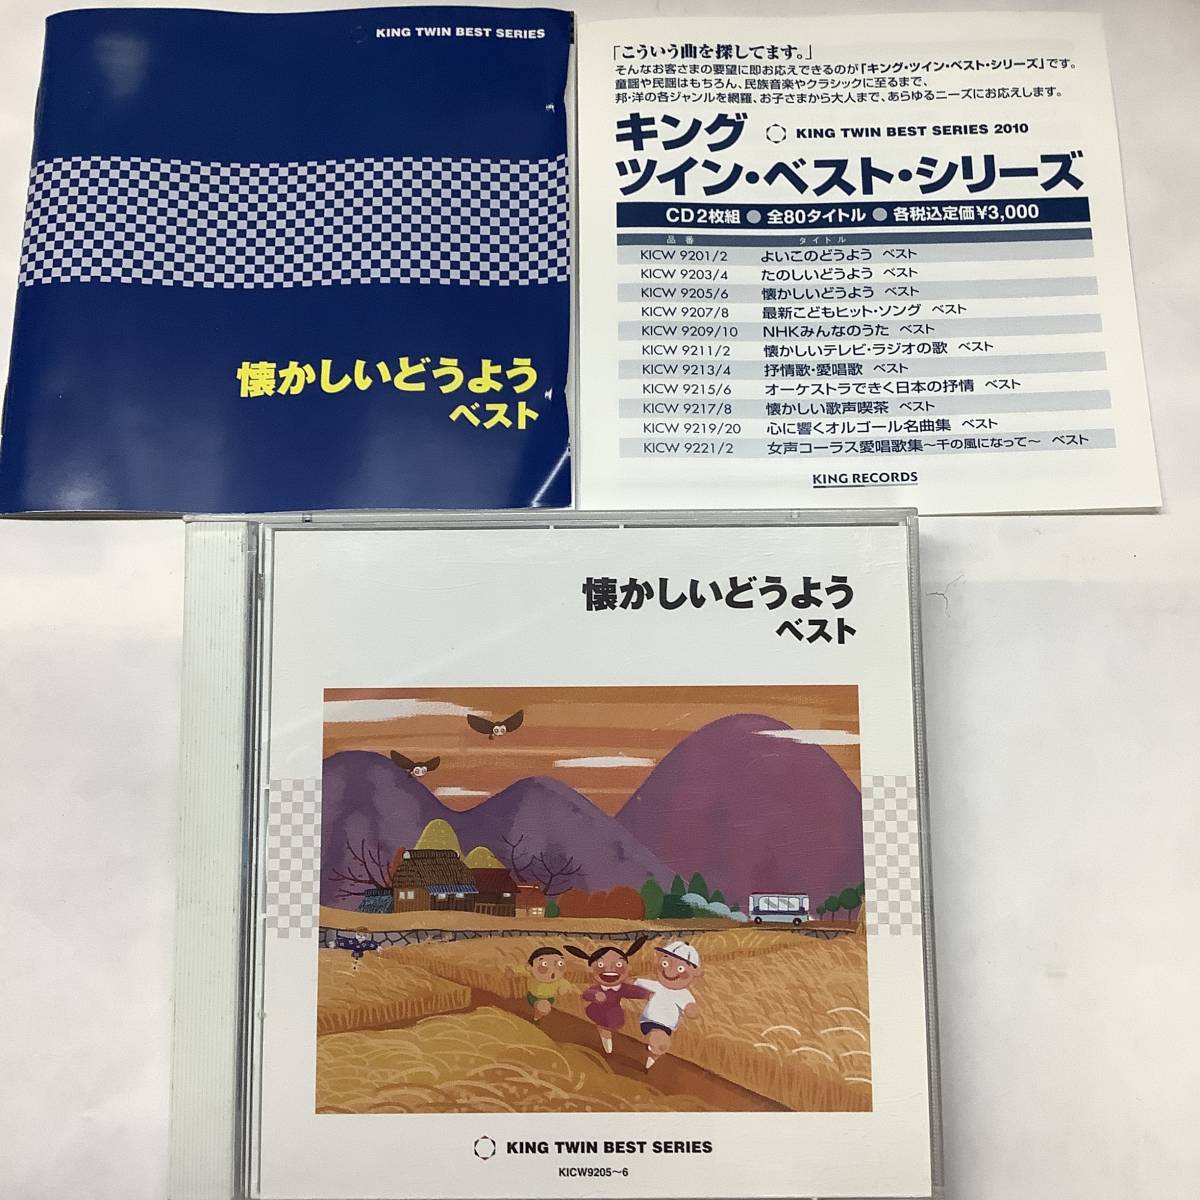 KING TWIN BEST SERIES
懐かしいどうよう
ベスト
「こういう曲を探してます。」
そんなお客さまの要望に即お応えできるのが「キング・ツイン・ベスト・シリーズ」です。
童謡や民謡はもちろん、民族音楽やクラシックに至るまで、
邦・洋の各ジャンルを網羅、お子さまから大人まで、あらゆるニーズにお応えします。
キング KING TWIN BEST SERIES 2010
ツイン・ベスト・シリーズ
CD2枚組 ● 全80タイトル ● 各税込定価¥3,000
品番 タイトル
KICW 9201/2 よいこのどうよう ベスト
KICW 9203/4 たのしいどうよう ベスト
KICW 9205/6 懐かしいどうよう ベスト
KICW 9207/8 最新こどもヒット・ソング ベスト
KICW 9209/10 NHKみんなのうた ベスト
KICW 9211/2 懐かしいテレビ・ラジオの歌 ベスト
KICW 9213/4 抒情歌・愛唱歌 ベスト
KICW 9215/6 オーケストラできく日本の抒情 ベスト
KICW 9217/8 懐かしい歌声喫茶 ベスト
KICW 9219/20 心に響くオルゴール名曲集 ベスト
KICW 9221/2 女声コーラス愛唱歌集〜千の風になって〜 ベスト
KING RECORDS
懐かしいどうよう
ベスト
KING TWIN BEST SERIES
KICW9205〜6